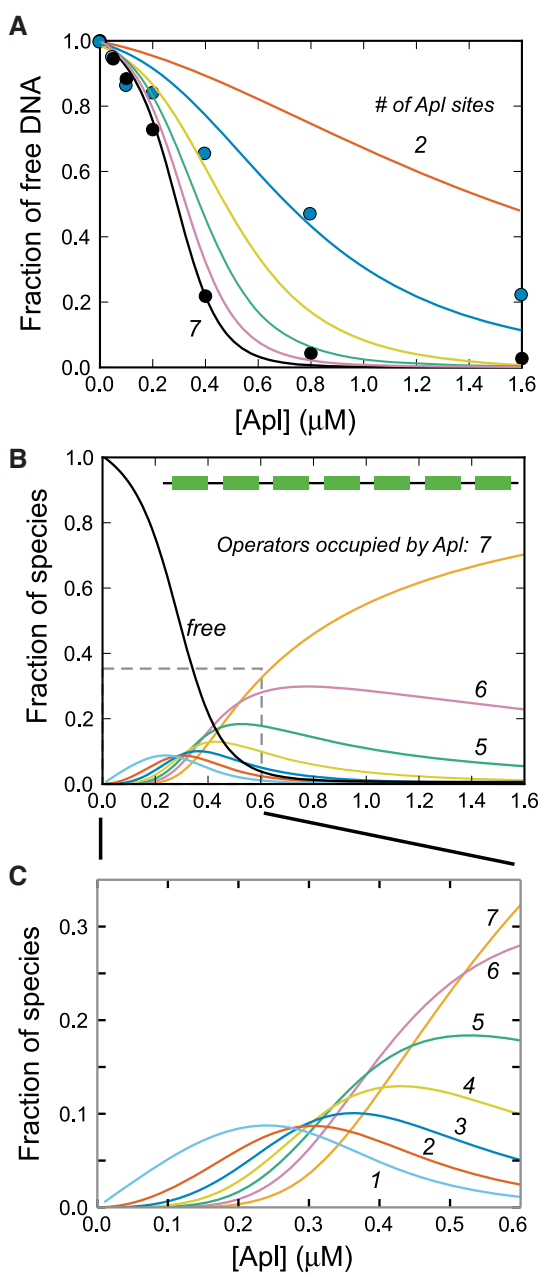 A
1.0
0.8
0.6
0.4
0.2
0.0
Fraction of free DNA
# of Apl sites
2
7
0.0 0.2 0.4 0.6 0.8 1.0 1.2 1.4 1.6
[Apl] (μM)
B
1.0
0.8
0.6
0.4
0.2
0.0
Fraction of species
Operators occupied by Apl: 7
free
6
5
0.0 0.2 0.4 0.6 0.8 1.0 1.2 1.4 1.6
C
0.3
0.2
0.1
0.0
Fraction of species
7
6
5
4
3
2
1
0.0 0.1 0.2 0.3 0.4 0.5 0.6
[Apl] (μM)